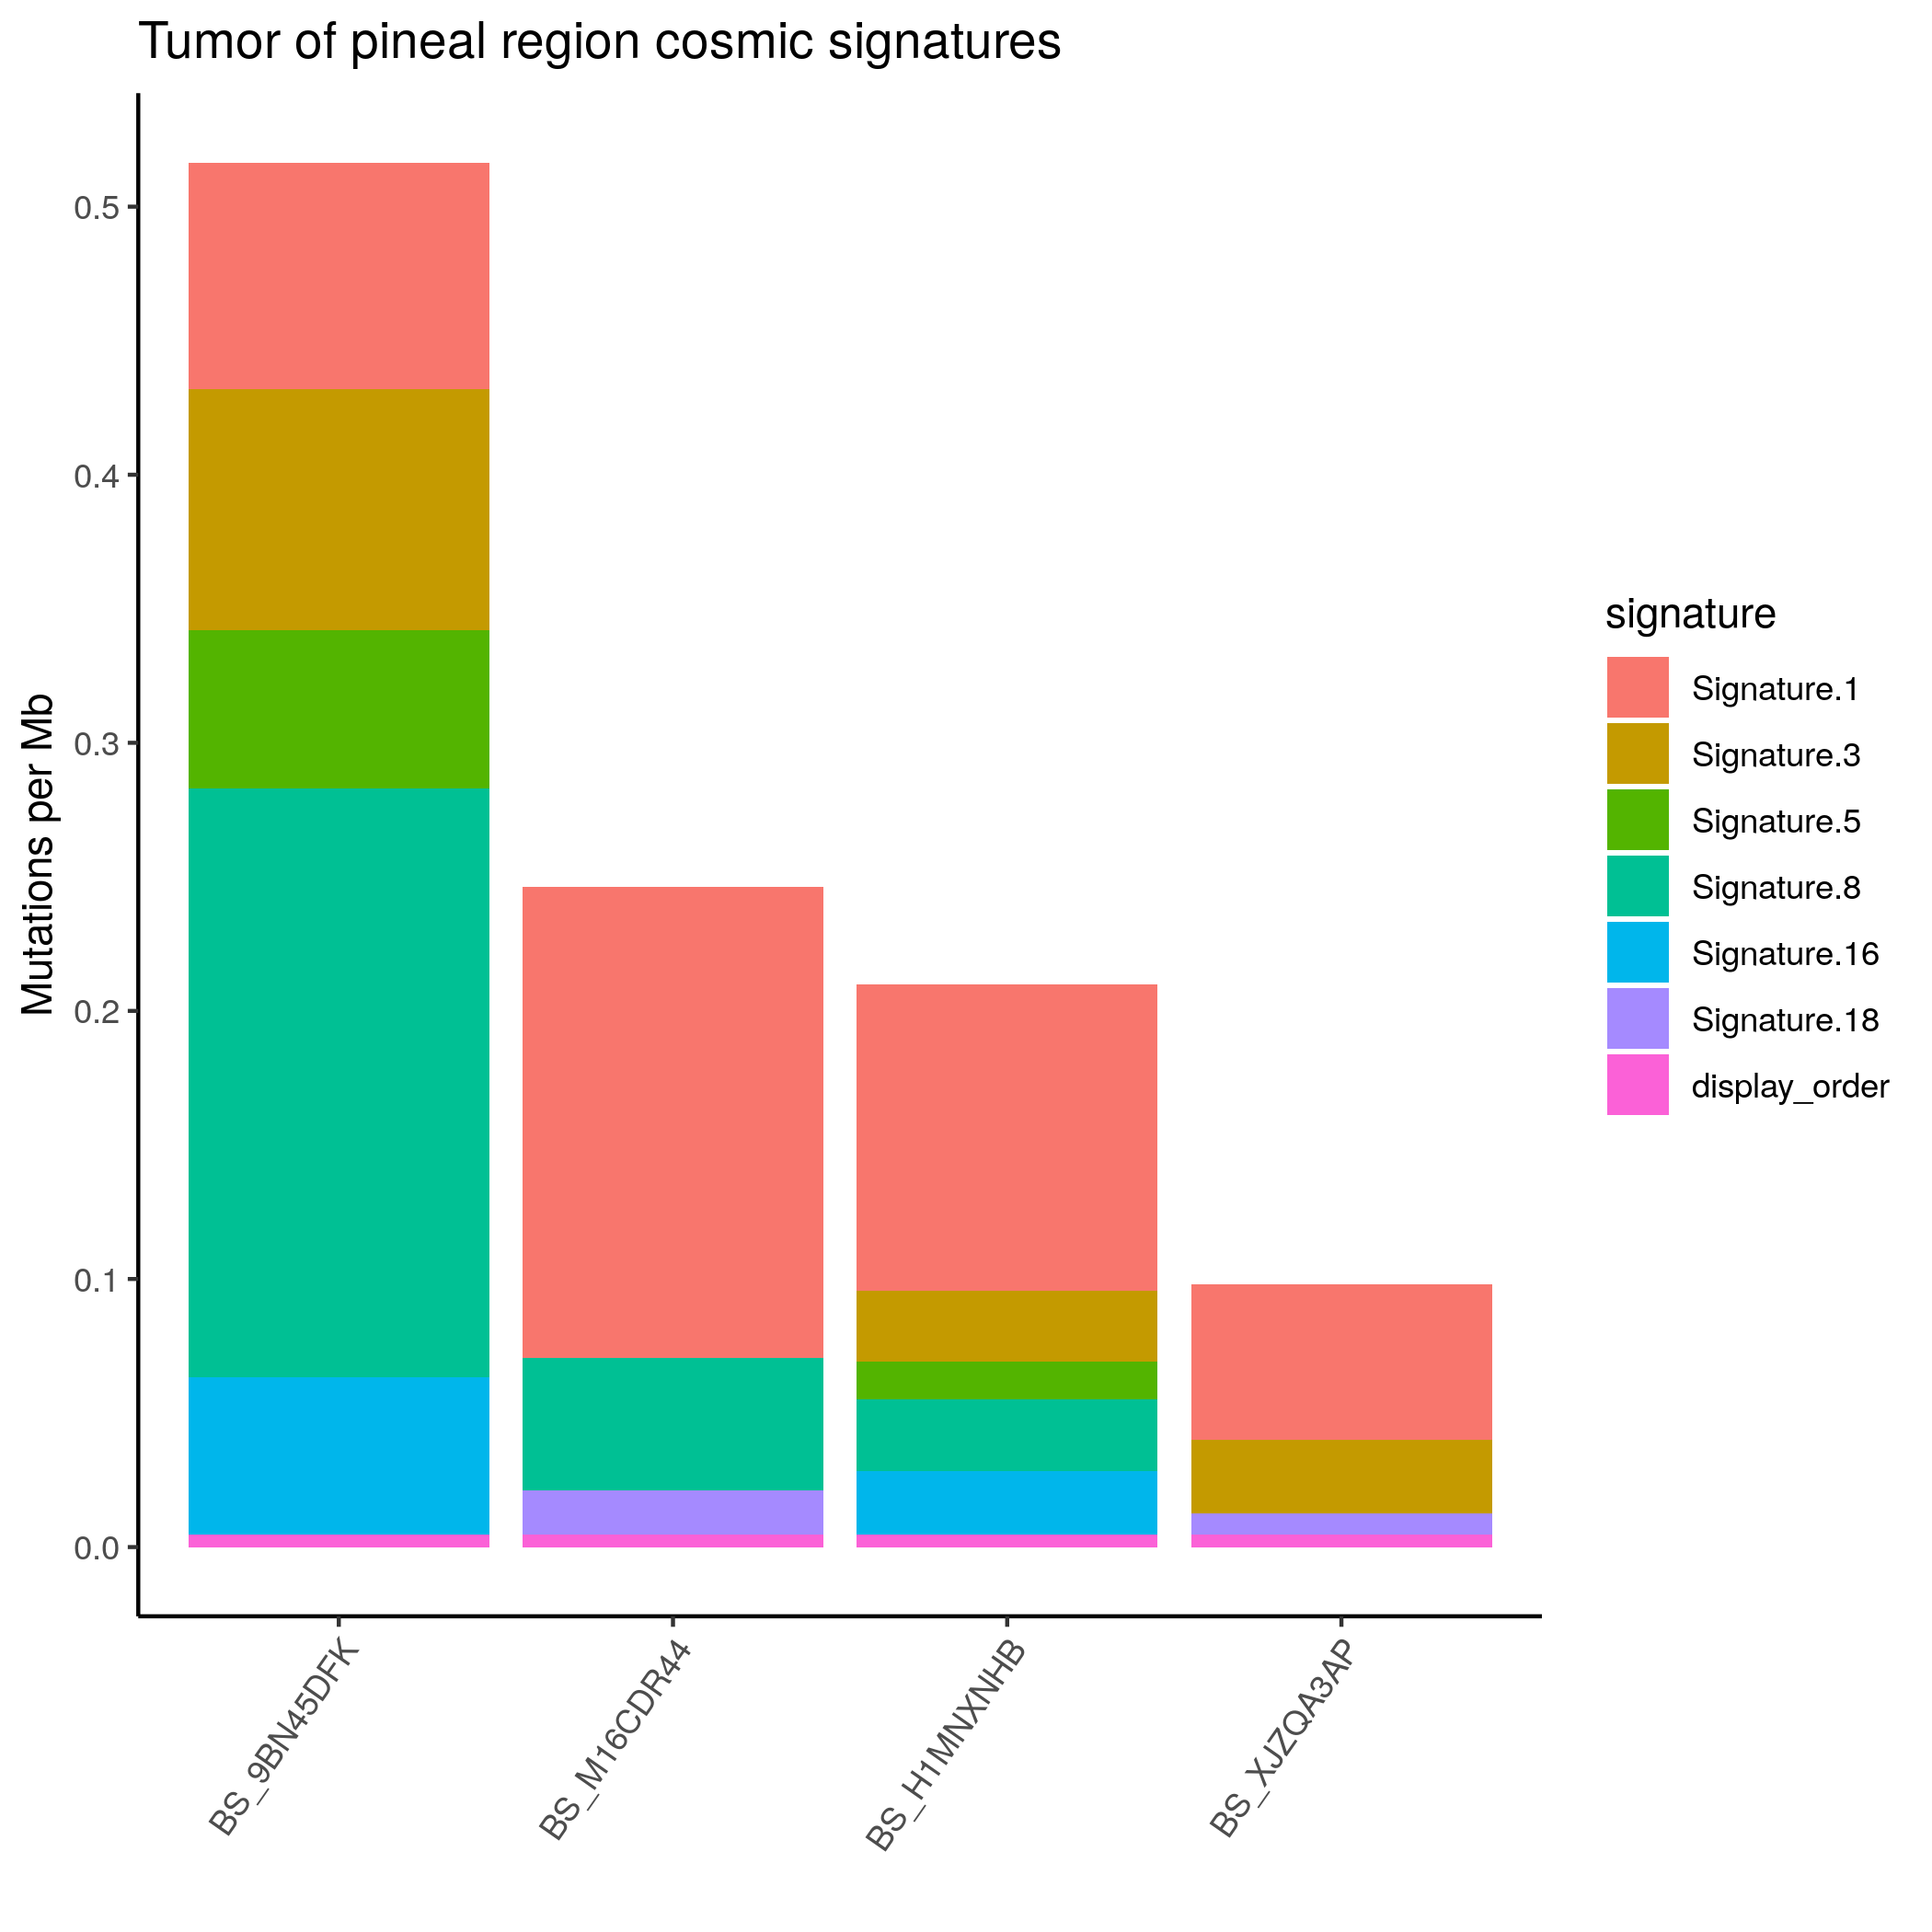 Tumor of pineal region cosmic signatures
Mutations per Mb
0.5
0.4
0.3
0.2
0.1
0.0
BS_9BN45DFK
BS_M16CDR44
BS_H1MNXNHB
BS_XJZQA3AP
signature
Signature.1
Signature.3
Signature.5
Signature.8
Signature.16
Signature.18
display_order